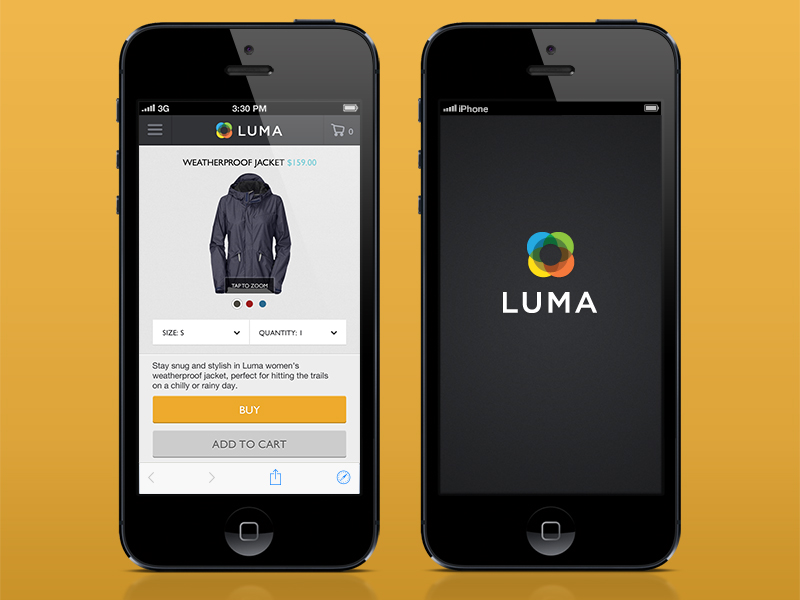 3G 3:30 PM
LUMA 0
WEATHERPROOF JACKET $159.00
TAP TO ZOOM
SIZE: S QUANTITY: 1
Stay snug and stylish in Luma women's
weatherproof jacket, perfect for hitting the trails
on a chilly or rainy day.
BUY
ADD TO CART
iPhone
LUMA